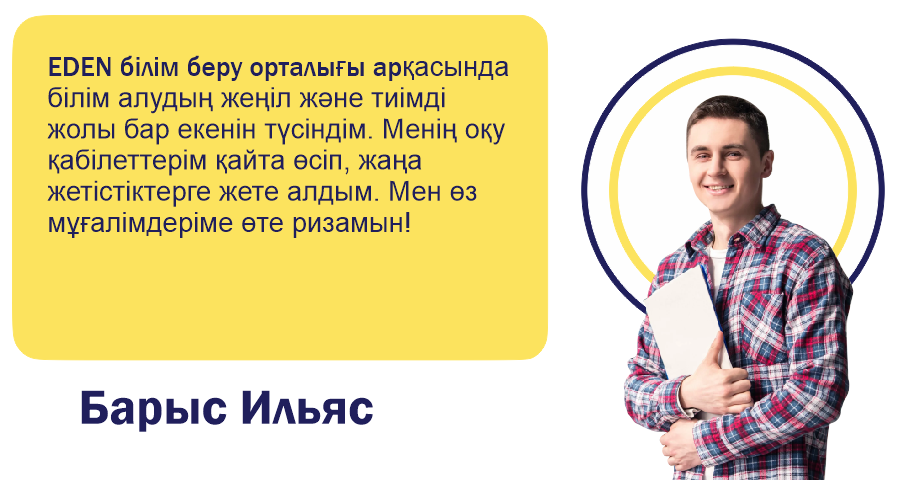 EDEN білім беру орталығы арқасында
білім алудың жеңіл және тиімді
жолы бар екенін түсіндім. Менің оқу
қабілеттерім қайта өсіп, жаңа
жетістіктерге жете алдым. Мен өз
мұғалімдеріме өте ризамын!
Барыс Ильяс